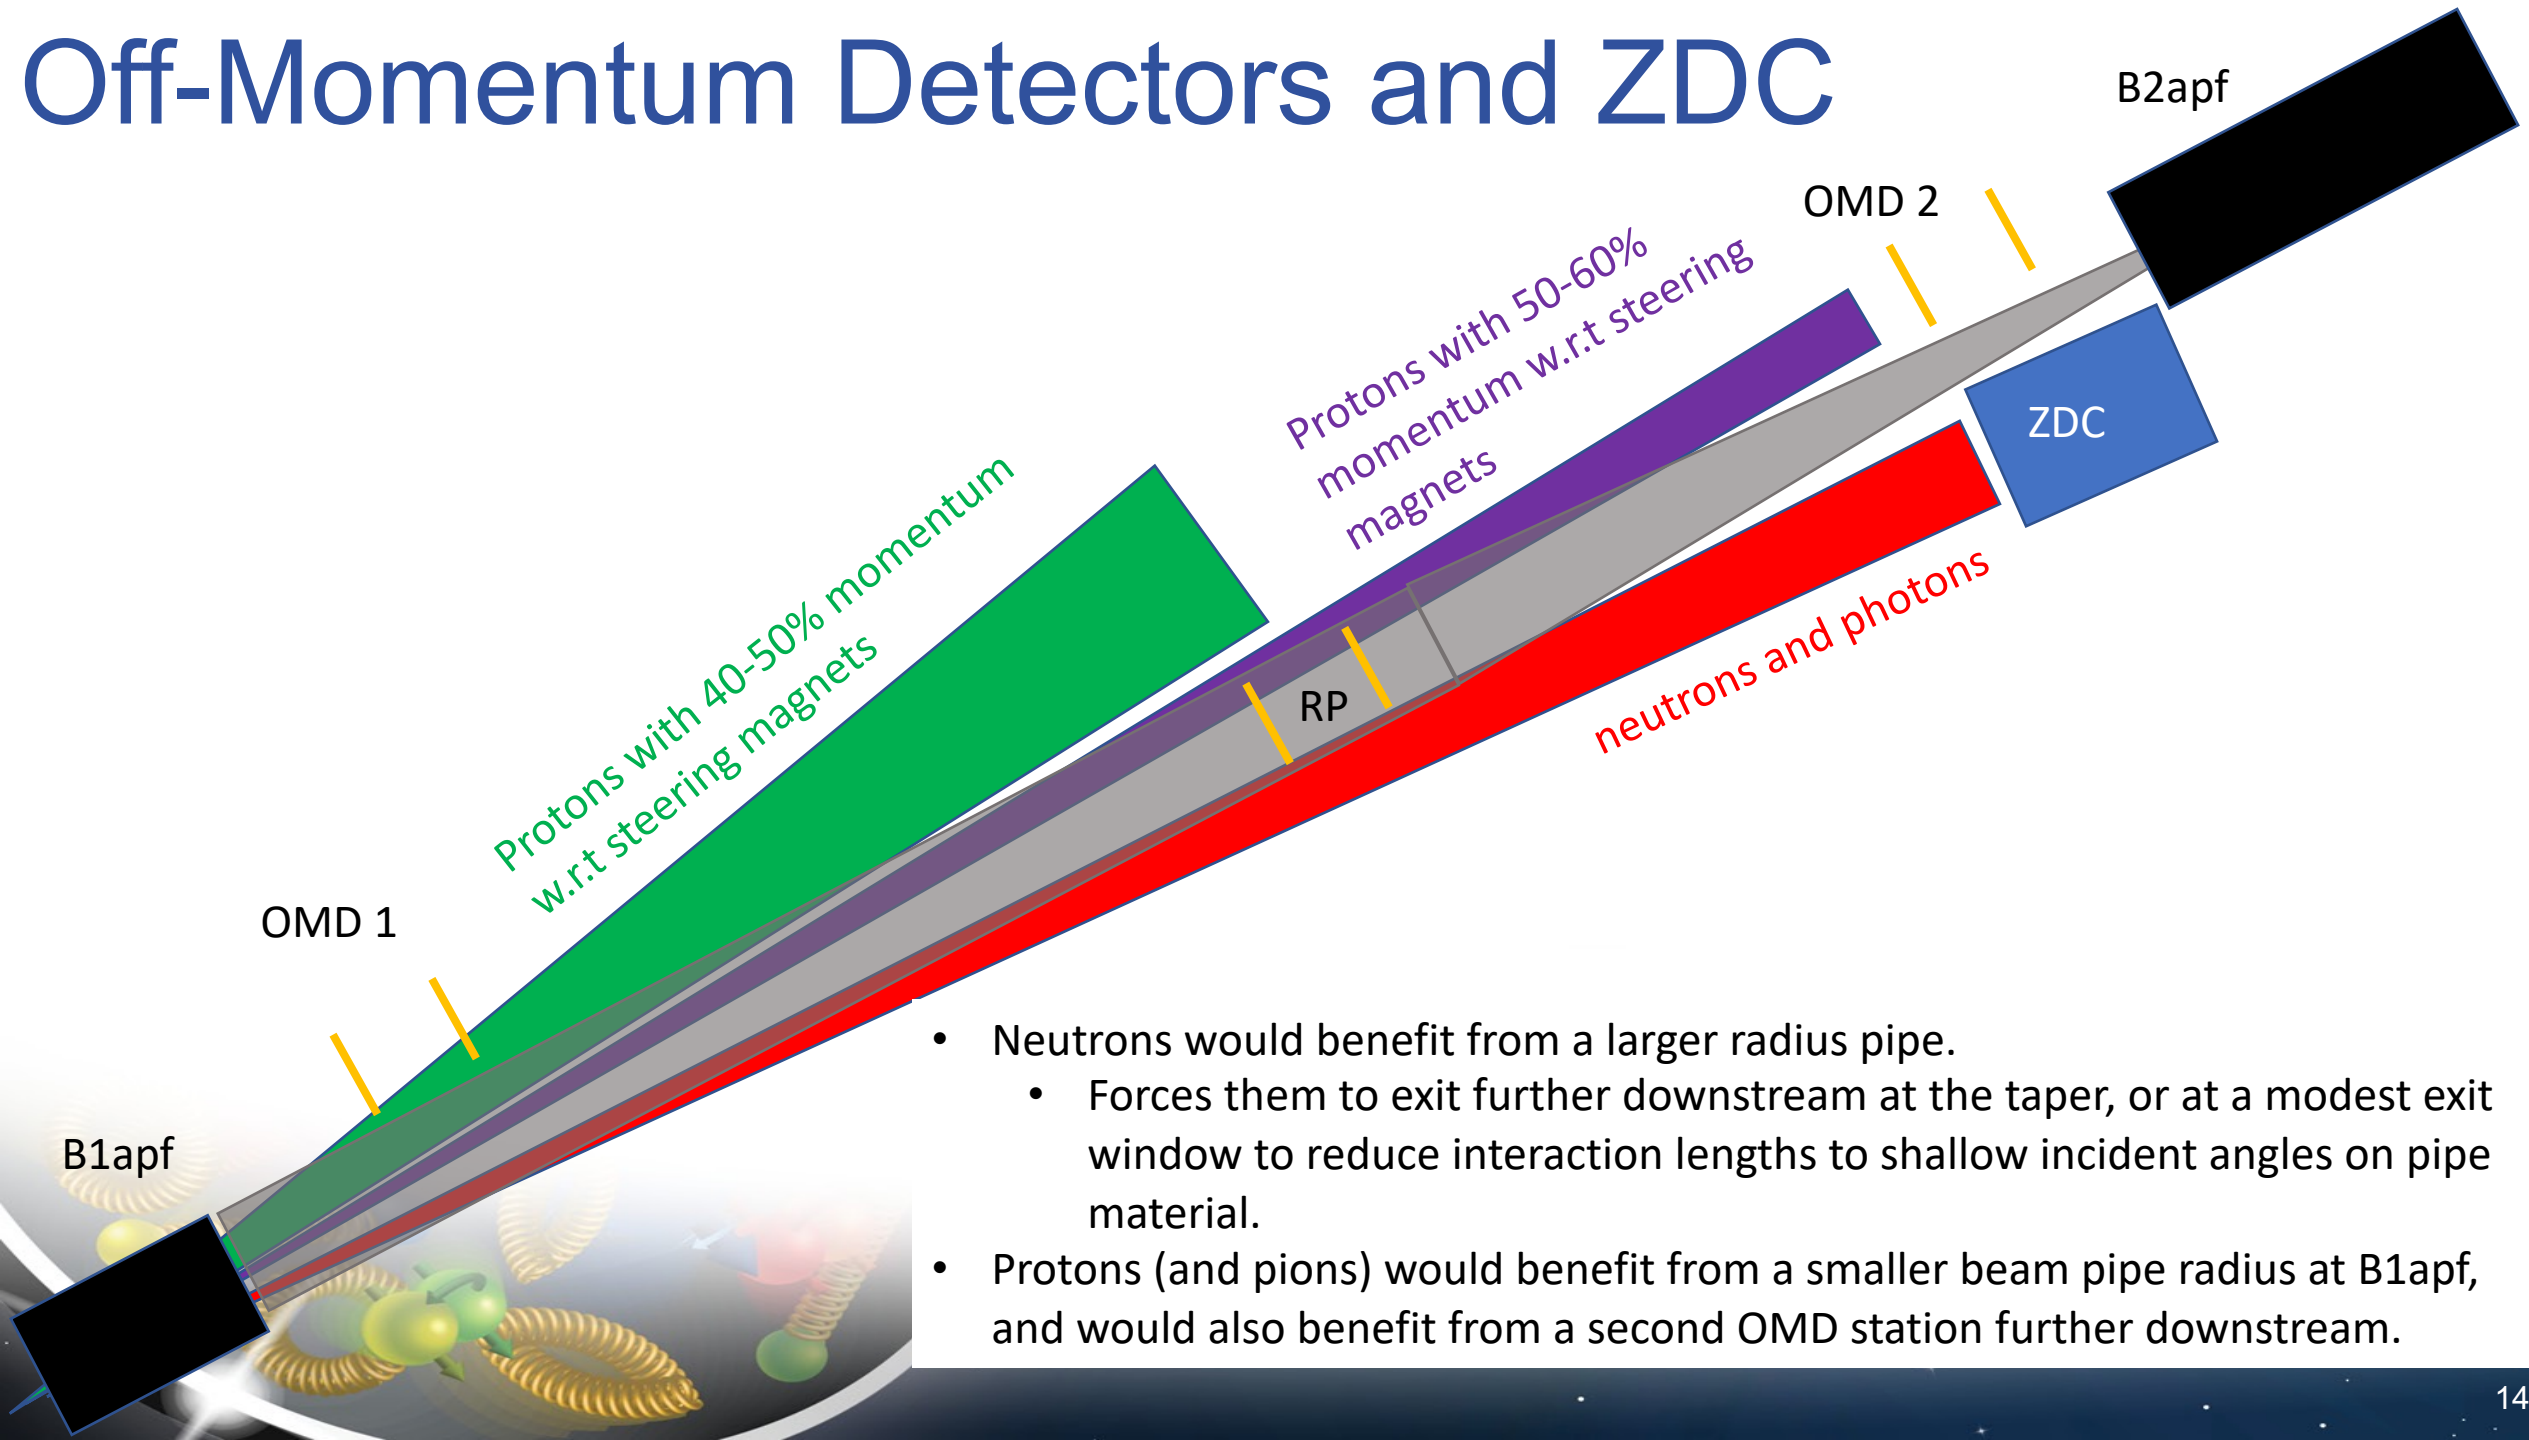 Off-Momentum Detectors and ZDC
B2apf
OMD 2
Protons with 50-60%
momentum w.r.t steering
magnets
ZDC
Protons with 40-50% momentum
w.r.t steering magnets
RP
neutrons and photons
OMD 1
B1apf
• Neutrons would benefit from a larger radius pipe.
• Forces them to exit further downstream at the taper, or at a modest exit
window to reduce interaction lengths to shallow incident angles on pipe
material.
• Protons (and pions) would benefit from a smaller beam pipe radius at B1apf,
and would also benefit from a second OMD station further downstream.
14